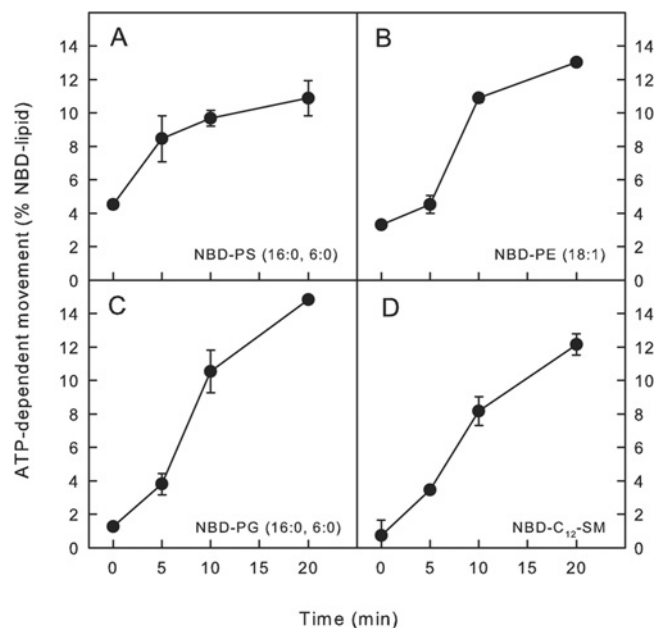 A
B
14
12
10
8
6
4
2
0
NBD-PS (16:0, 6:0)
NBD-PE (18:1)
14
12
10
8
6
4
2
0
ATP-dependent movement (% NBD-lipid)
C
D
14
12
10
8
6
4
2
0
NBD-PG (16:0, 6:0)
NBD-C₁₂-SM
14
12
10
8
6
4
2
0
0 5 10 15 20
0 5 10 15 20
Time (min)